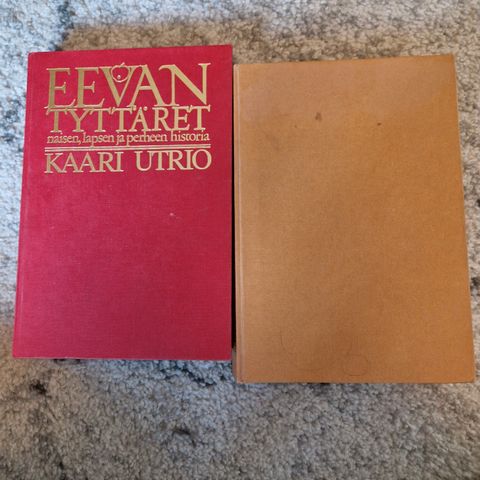 EEVAN
TYTTÄRET
naisen, lapsen ja perheen historia
KAARI UTRIO